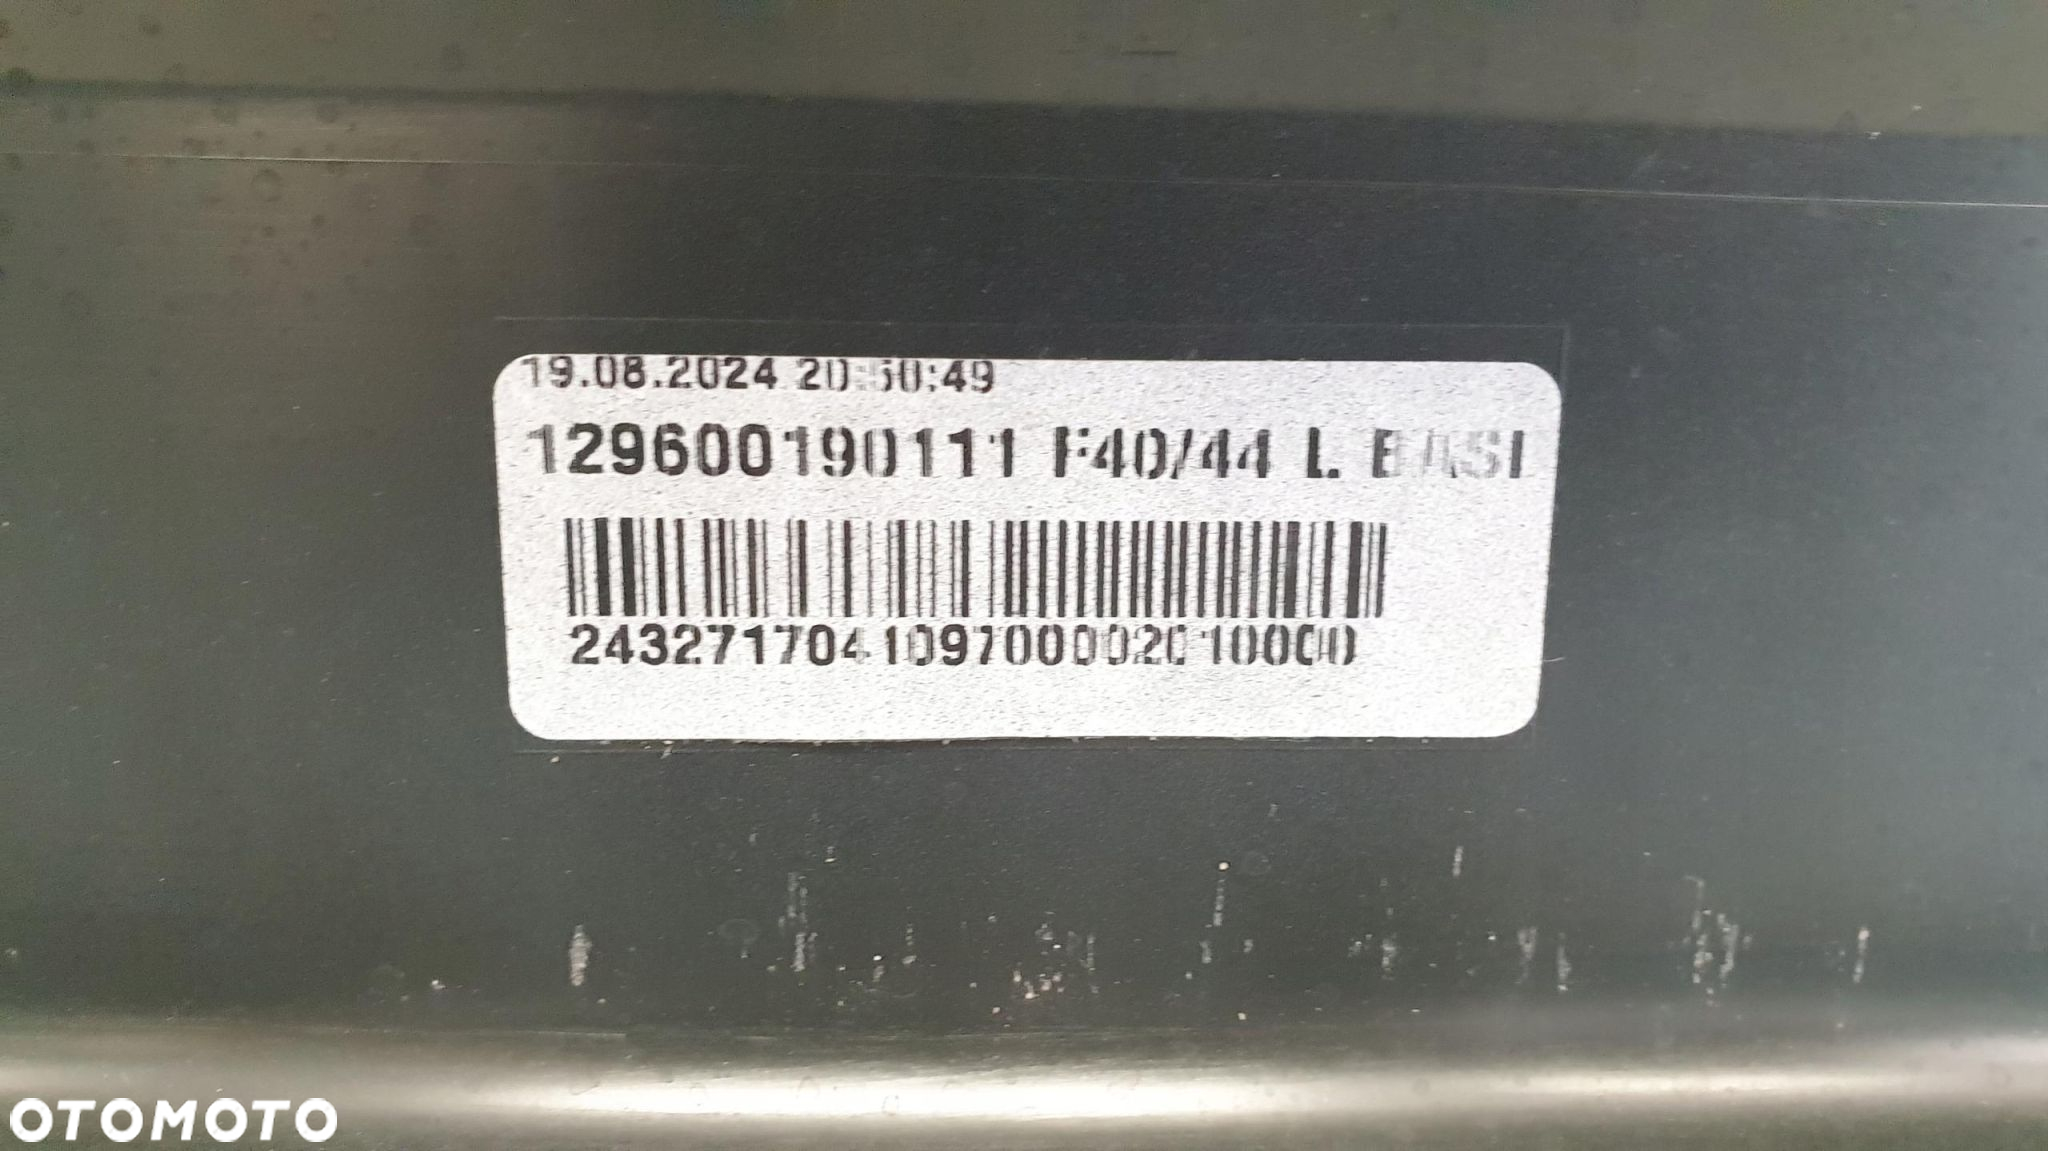 19.08.2024 20:50:49
129600190111 F40/44 L BASI
243271704109700002010000
OTOMOTO